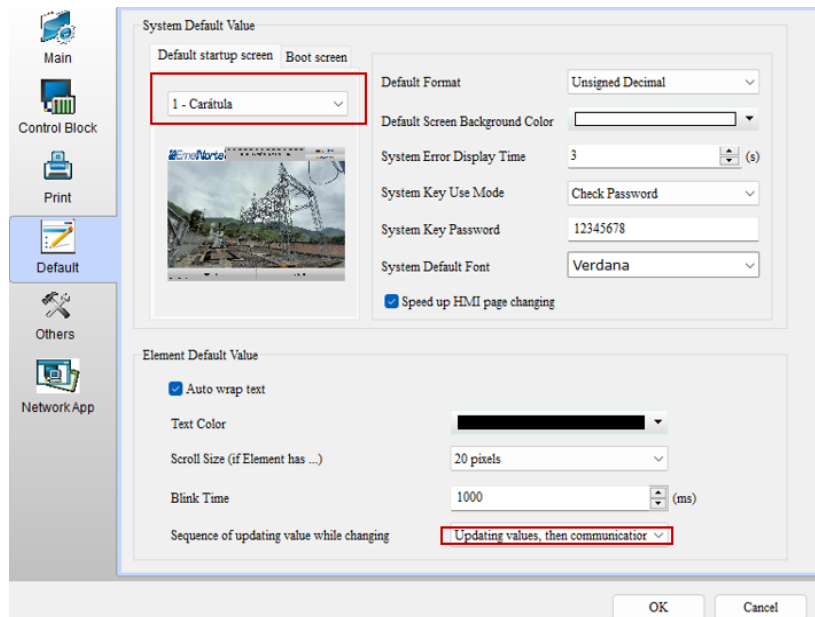 Main
Control Block
Print
Default
Others
Network App
System Default Value
Default startup screen
Boot screen
1 - Carátula
EmelNorte
Default Format
Unsigned Decimal
Default Screen Background Color
System Error Display Time
3
(s)
System Key Use Mode
Check Password
System Key Password
12345678
System Default Font
Verdana
Speed up HMI page changing
Element Default Value
Auto wrap text
Text Color
Scroll Size (if Element has ...)
20 pixels
Blink Time
1000
(ms)
Sequence of updating value while changing
Updating values, then communication
OK
Cancel